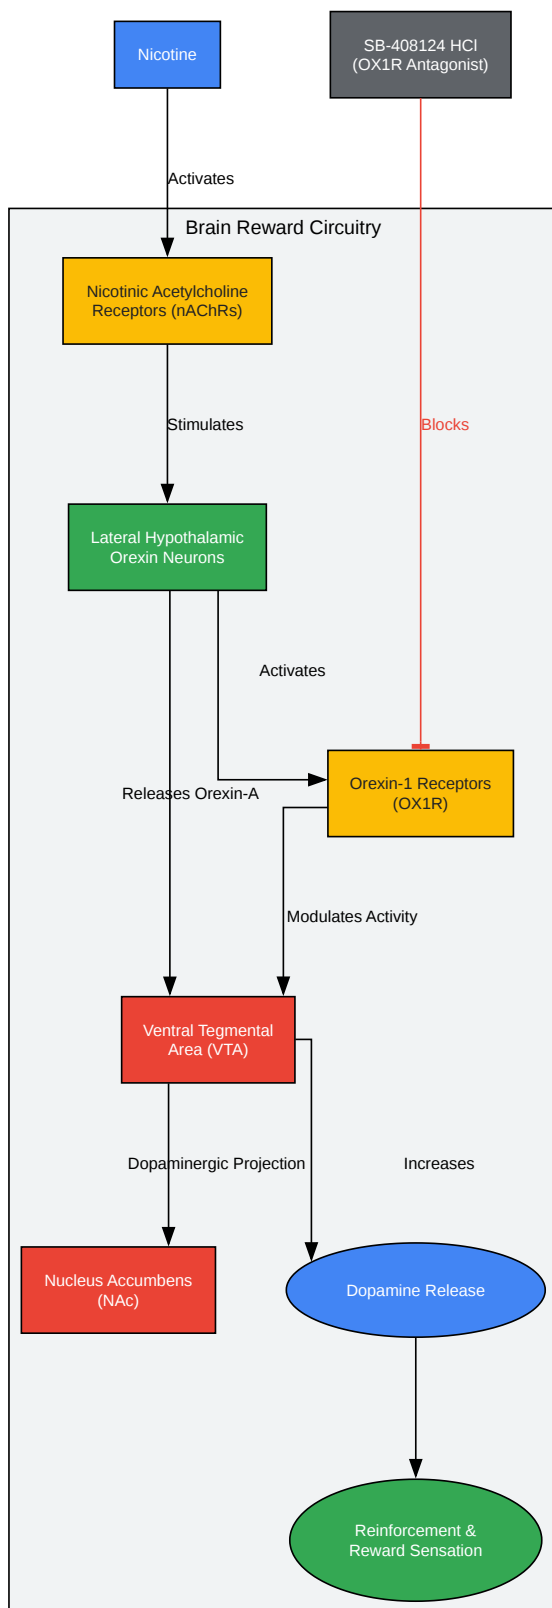 Nicotine
SB-408124 HCl
(OX1R Antagonist)
Activates
Brain Reward Circuitry
Nicotinic Acetylcholine
Receptors (nAChRs)
Stimulates
Blocks
Lateral Hypothalamic
Orexin Neurons
Activates
Orexin-1 Receptors
(OX1R)
Releases Orexin-A
Modulates Activity
Ventral Tegmental
Area (VTA)
Dopaminergic Projection
Increases
Nucleus Accumbens
(NAc)
Dopamine Release
Reinforcement &
Reward Sensation